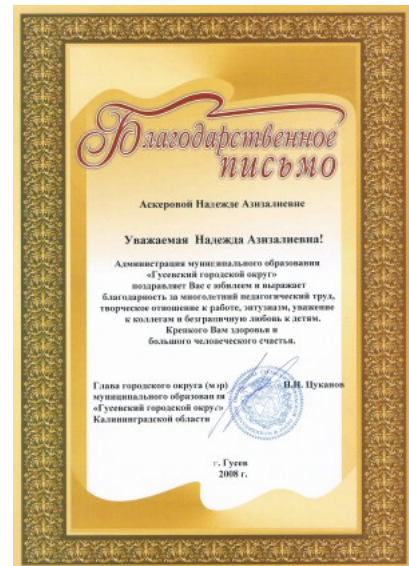 Благодарственное
письмо
Аскеровой Надежде Азизалиевне
Уважаемая Надежда Азизалиевна!
Администрация муниципального образования
«Гусевский городской округ»
поздравляет Вас с юбилеем и выражает
благодарность за многолетний педагогический труд,
творческое отношение к работе, энтузиазм, уважение
к коллегам и безграничную любовь к детям.
Крепкого Вам здоровья и
большого человеческого счастья.
Глава городского округа (мэр) Н.Н. Цуканов
муниципального образования
«Гусевский городской округ»
Калининградской области
г. Гусев
2008 г.